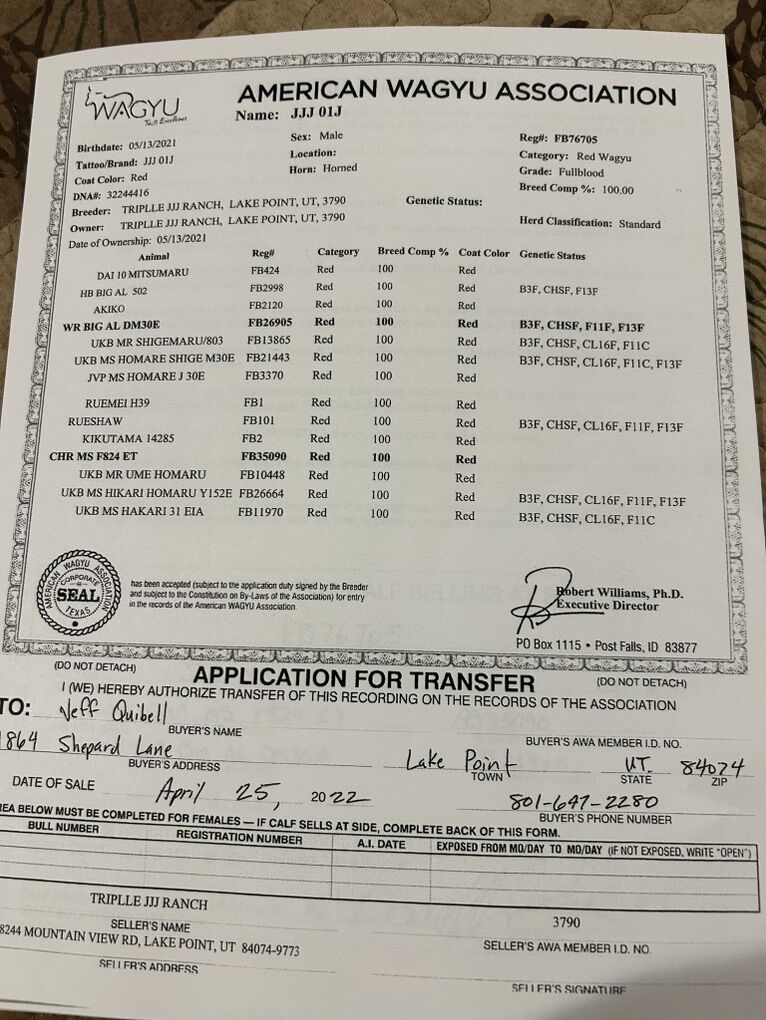 WAGYU
AMERICAN WAGYU ASSOCIATION
Name: JJJ 01J
Birthdate: 05/13/2021 Sex: Male Reg#: FB76705
Tattoo/Brand: JJJ 01J Location: Category: Red Wagyu
Coat Color: Red Horn: Horned Grade: Fullblood
DNA#: 32244416 Breed Comp %: 100.00
Breeder: TRIPLLE JJJ RANCH, LAKE POINT, UT, 3790 Genetic Status:
Owner: TRIPLLE JJJ RANCH, LAKE POINT, UT, 3790 Herd Classification: Standard
Date of Ownership: 05/13/2021
Animal Reg# Category Breed Comp % Coat Color Genetic Status
DAI 10 MITSUMARU FB424 Red 100 Red
HB BIG AL 502 FB2998 Red 100 Red B3F, CHSF, F13F
AKIKO FB2120 Red 100 Red
WR BIG AL DM30E FB26905 Red 100 Red B3F, CHSF, F11F, F13F
UKB MR SHIGEMARU/803 FB13865 Red 100 Red B3F, CHSF, CL16F, F11C
UKB MS HOMARE SHIGE M30E FB21443 Red 100 Red B3F, CHSF, CL16F, F11C, F13F
JVP MS HOMARE J 30E FB3370 Red 100 Red
RUEMEI H39 FB1 Red 100 Red
RUESHAW FB101 Red 100 Red B3F, CHSF, CL16F, F11F, F13F
KIKUTAMA 14285 FB2 Red 100 Red
CHR MS F824 ET FB35090 Red 100 Red
UKB MR UME HOMARU FB10448 Red 100 Red
UKB MS HIKARI HOMARU Y152E FB26664 Red 100 Red B3F, CHSF, CL16F, F11F, F13F
UKB MS HAKARI 31 EIA FB11970 Red 100 Red B3F, CHSF, CL16F, F11C
AMERICAN WAGYU ASSOCIATION
CORPORATE
SEAL
TEXAS
has been accepted (subject to the application duty signed by the Breeder
and subject to the Constitution on By-Laws of the Association) for entry
in the records of the American WAGYU Association.
Robert Williams, Ph.D.
Executive Director
PO Box 1115 • Post Falls, ID 83877
(DO NOT DETACH) APPLICATION FOR TRANSFER (DO NOT DETACH)
I (WE) HEREBY AUTHORIZE TRANSFER OF THIS RECORDING ON THE RECORDS OF THE ASSOCIATION
TO: Jeff Quibell
BUYER'S NAME BUYER'S AWA MEMBER I.D. NO.
1864 Shepard Lane Lake Point UT. 84074
BUYER'S ADDRESS TOWN STATE ZIP
DATE OF SALE April 25, 2022 801-641-2280
BUYER'S PHONE NUMBER
REA BELOW MUST BE COMPLETED FOR FEMALES — IF CALF SELLS AT SIDE, COMPLETE BACK OF THIS FORM.
BULL NUMBER REGISTRATION NUMBER A.I. DATE EXPOSED FROM MO/DAY TO MO/DAY (IF NOT EXPOSED, WRITE "OPEN")
TRIPLLE JJJ RANCH 3790
SELLER'S NAME SELLER'S AWA MEMBER I.D. NO.
8244 MOUNTAIN VIEW RD, LAKE POINT, UT 84074-9773
SELLER'S ADDRESS SELLER'S SIGNATURE